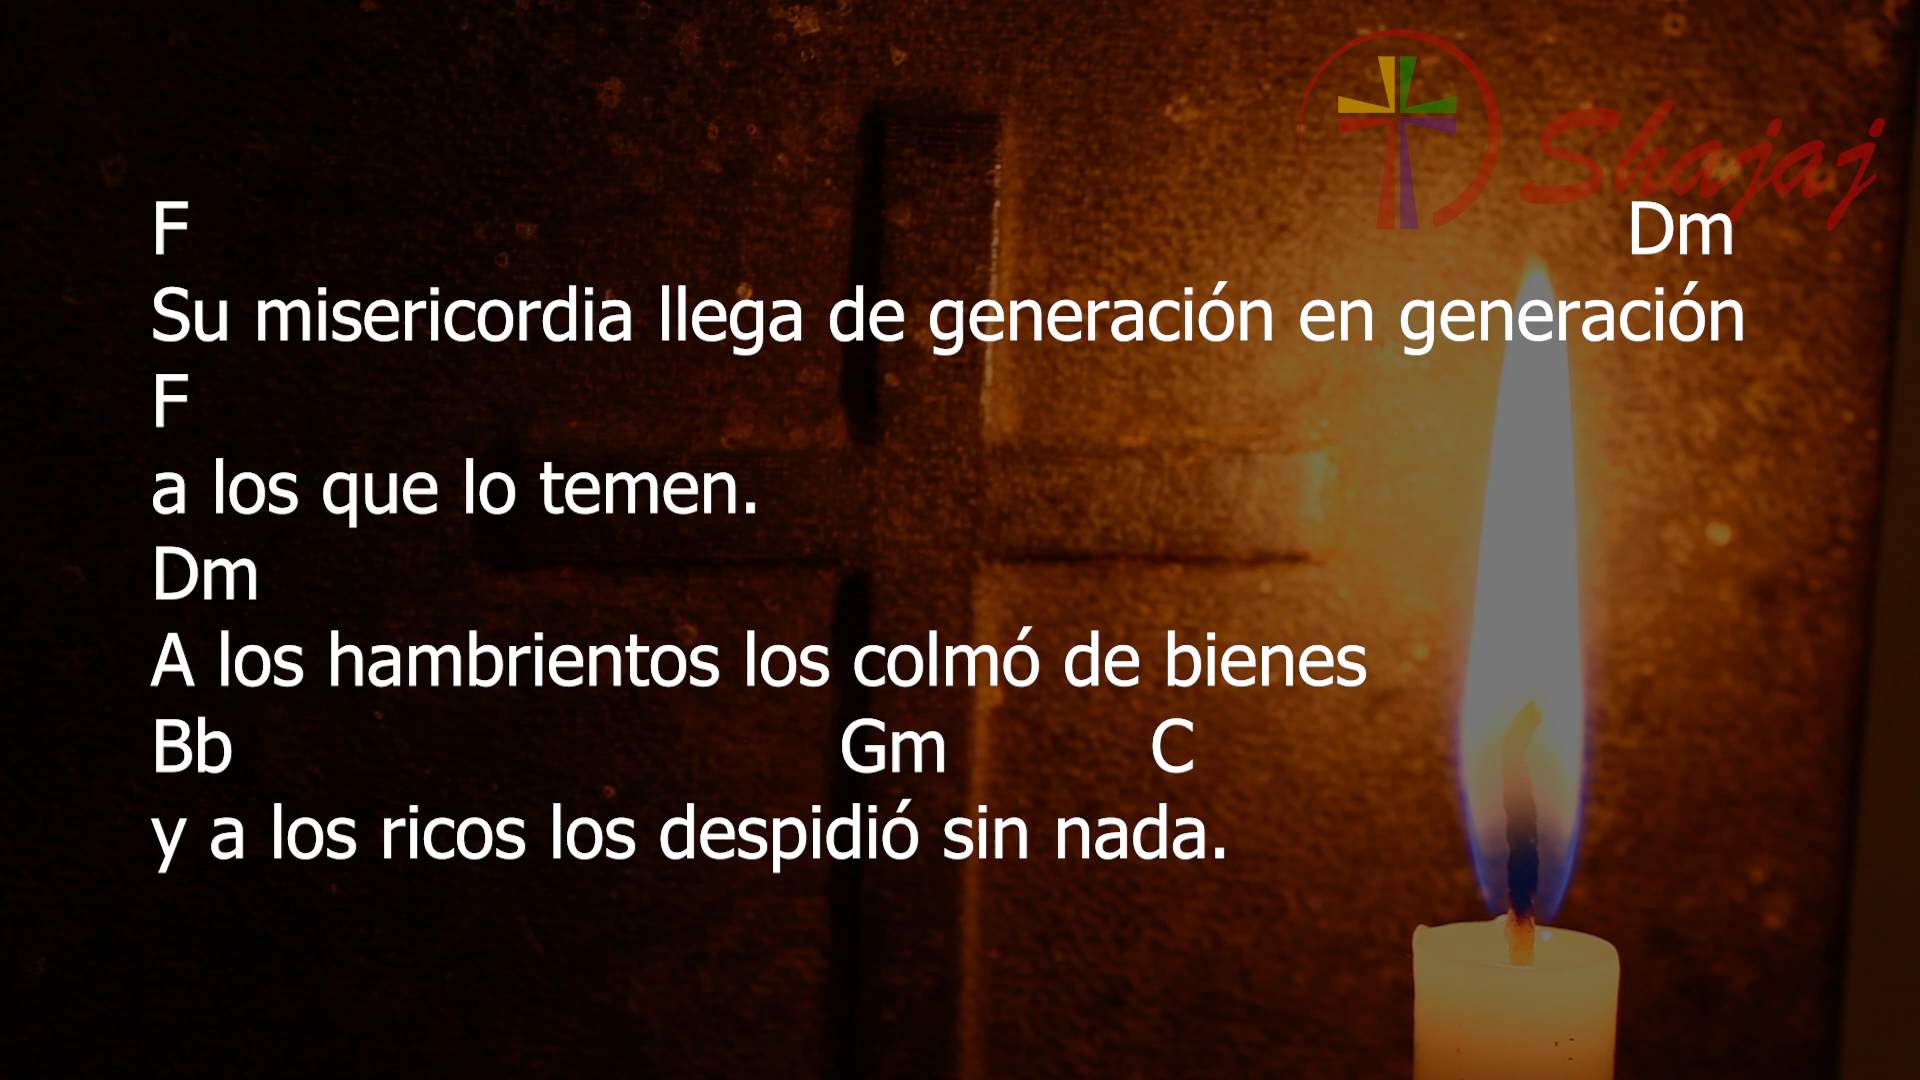 Shajaj
F Dm
Su misericordia llega de generación en generación
F
a los que lo temen.
Dm
A los hambrientos los colmó de bienes
Bb Gm C
y a los ricos los despidió sin nada.